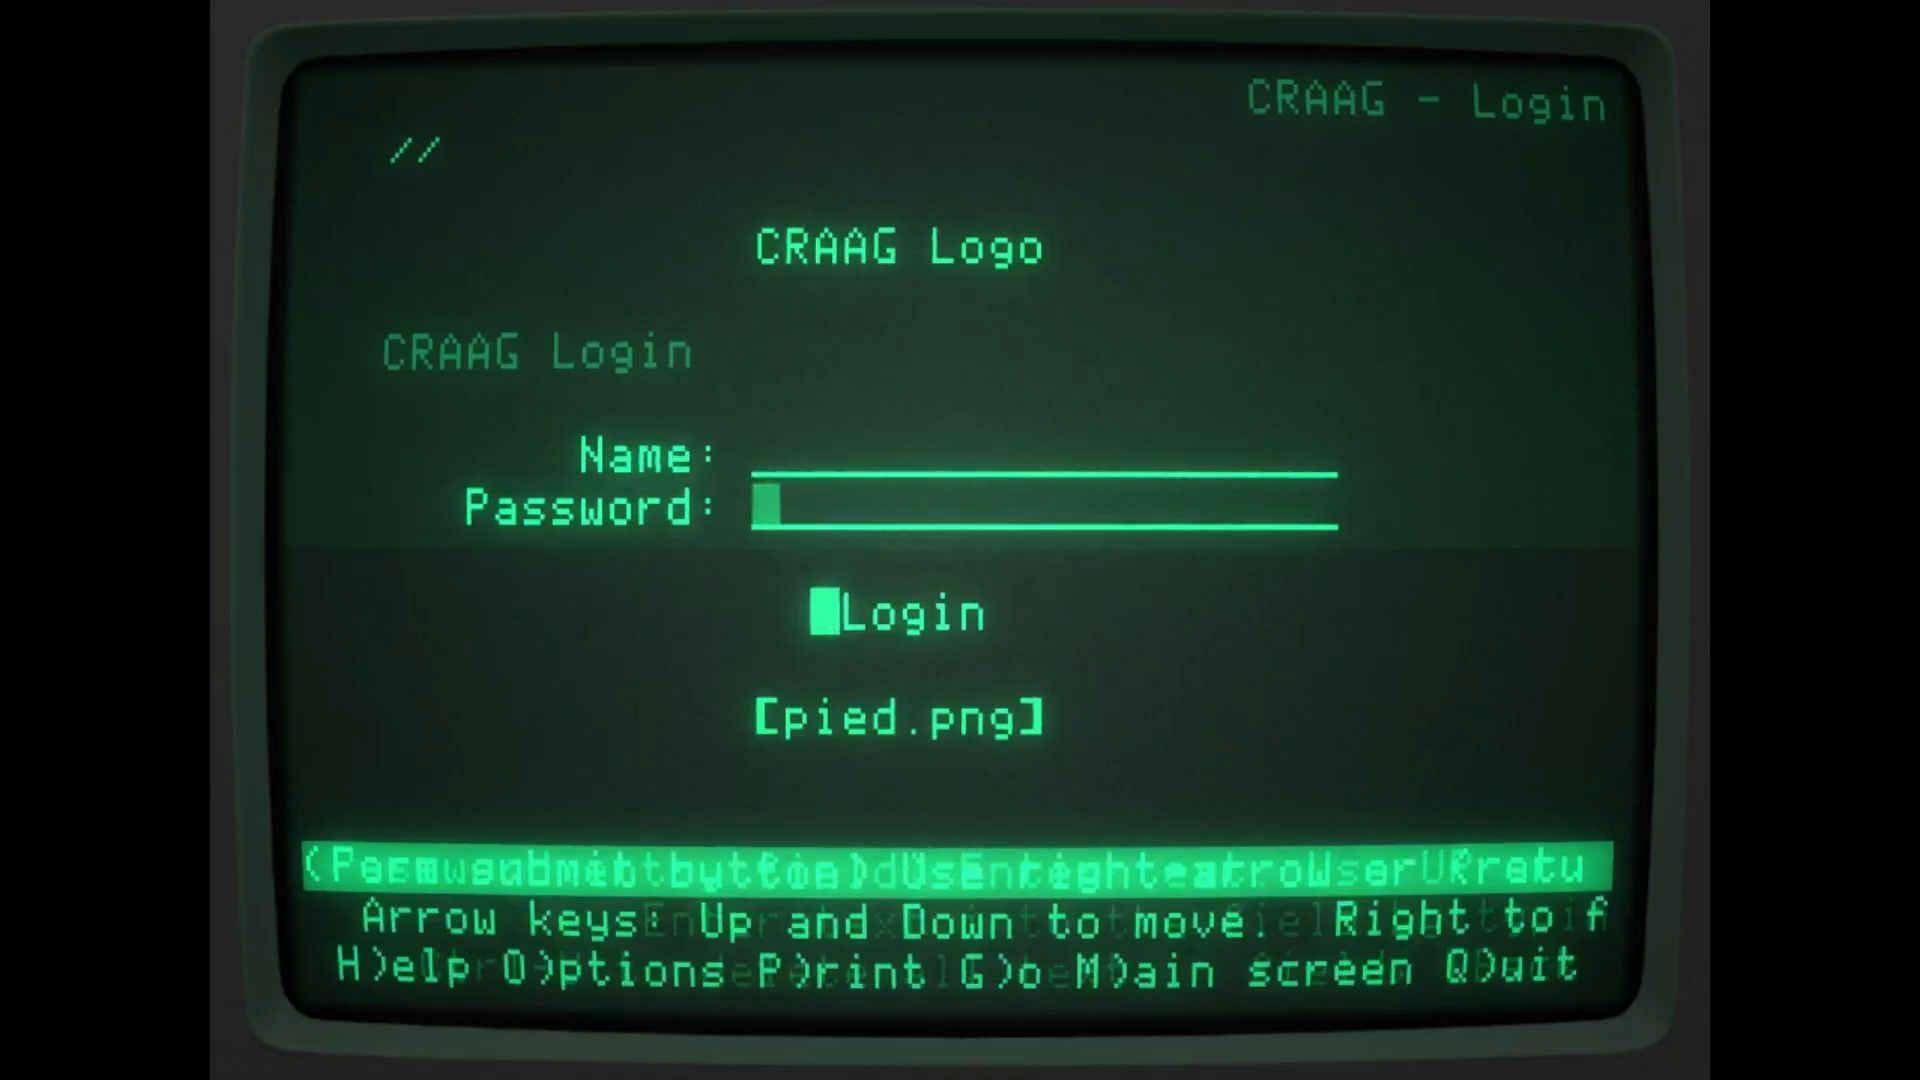 CRAAG - Login
//
CRAAG Logo
CRAAG Login
Name:
Password:
Login
[pied.png]
Arrow keys: Up and Down to move Right to f
H)elp O)ptions P)rint G)o M)ain screen Q)uit